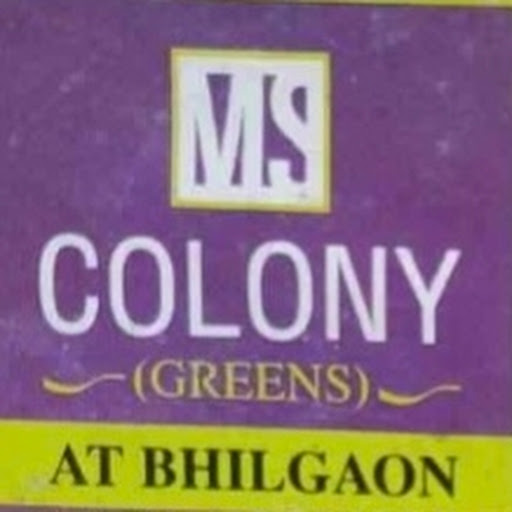 MS
COLONY
(GREENS)
AT BHILGAON